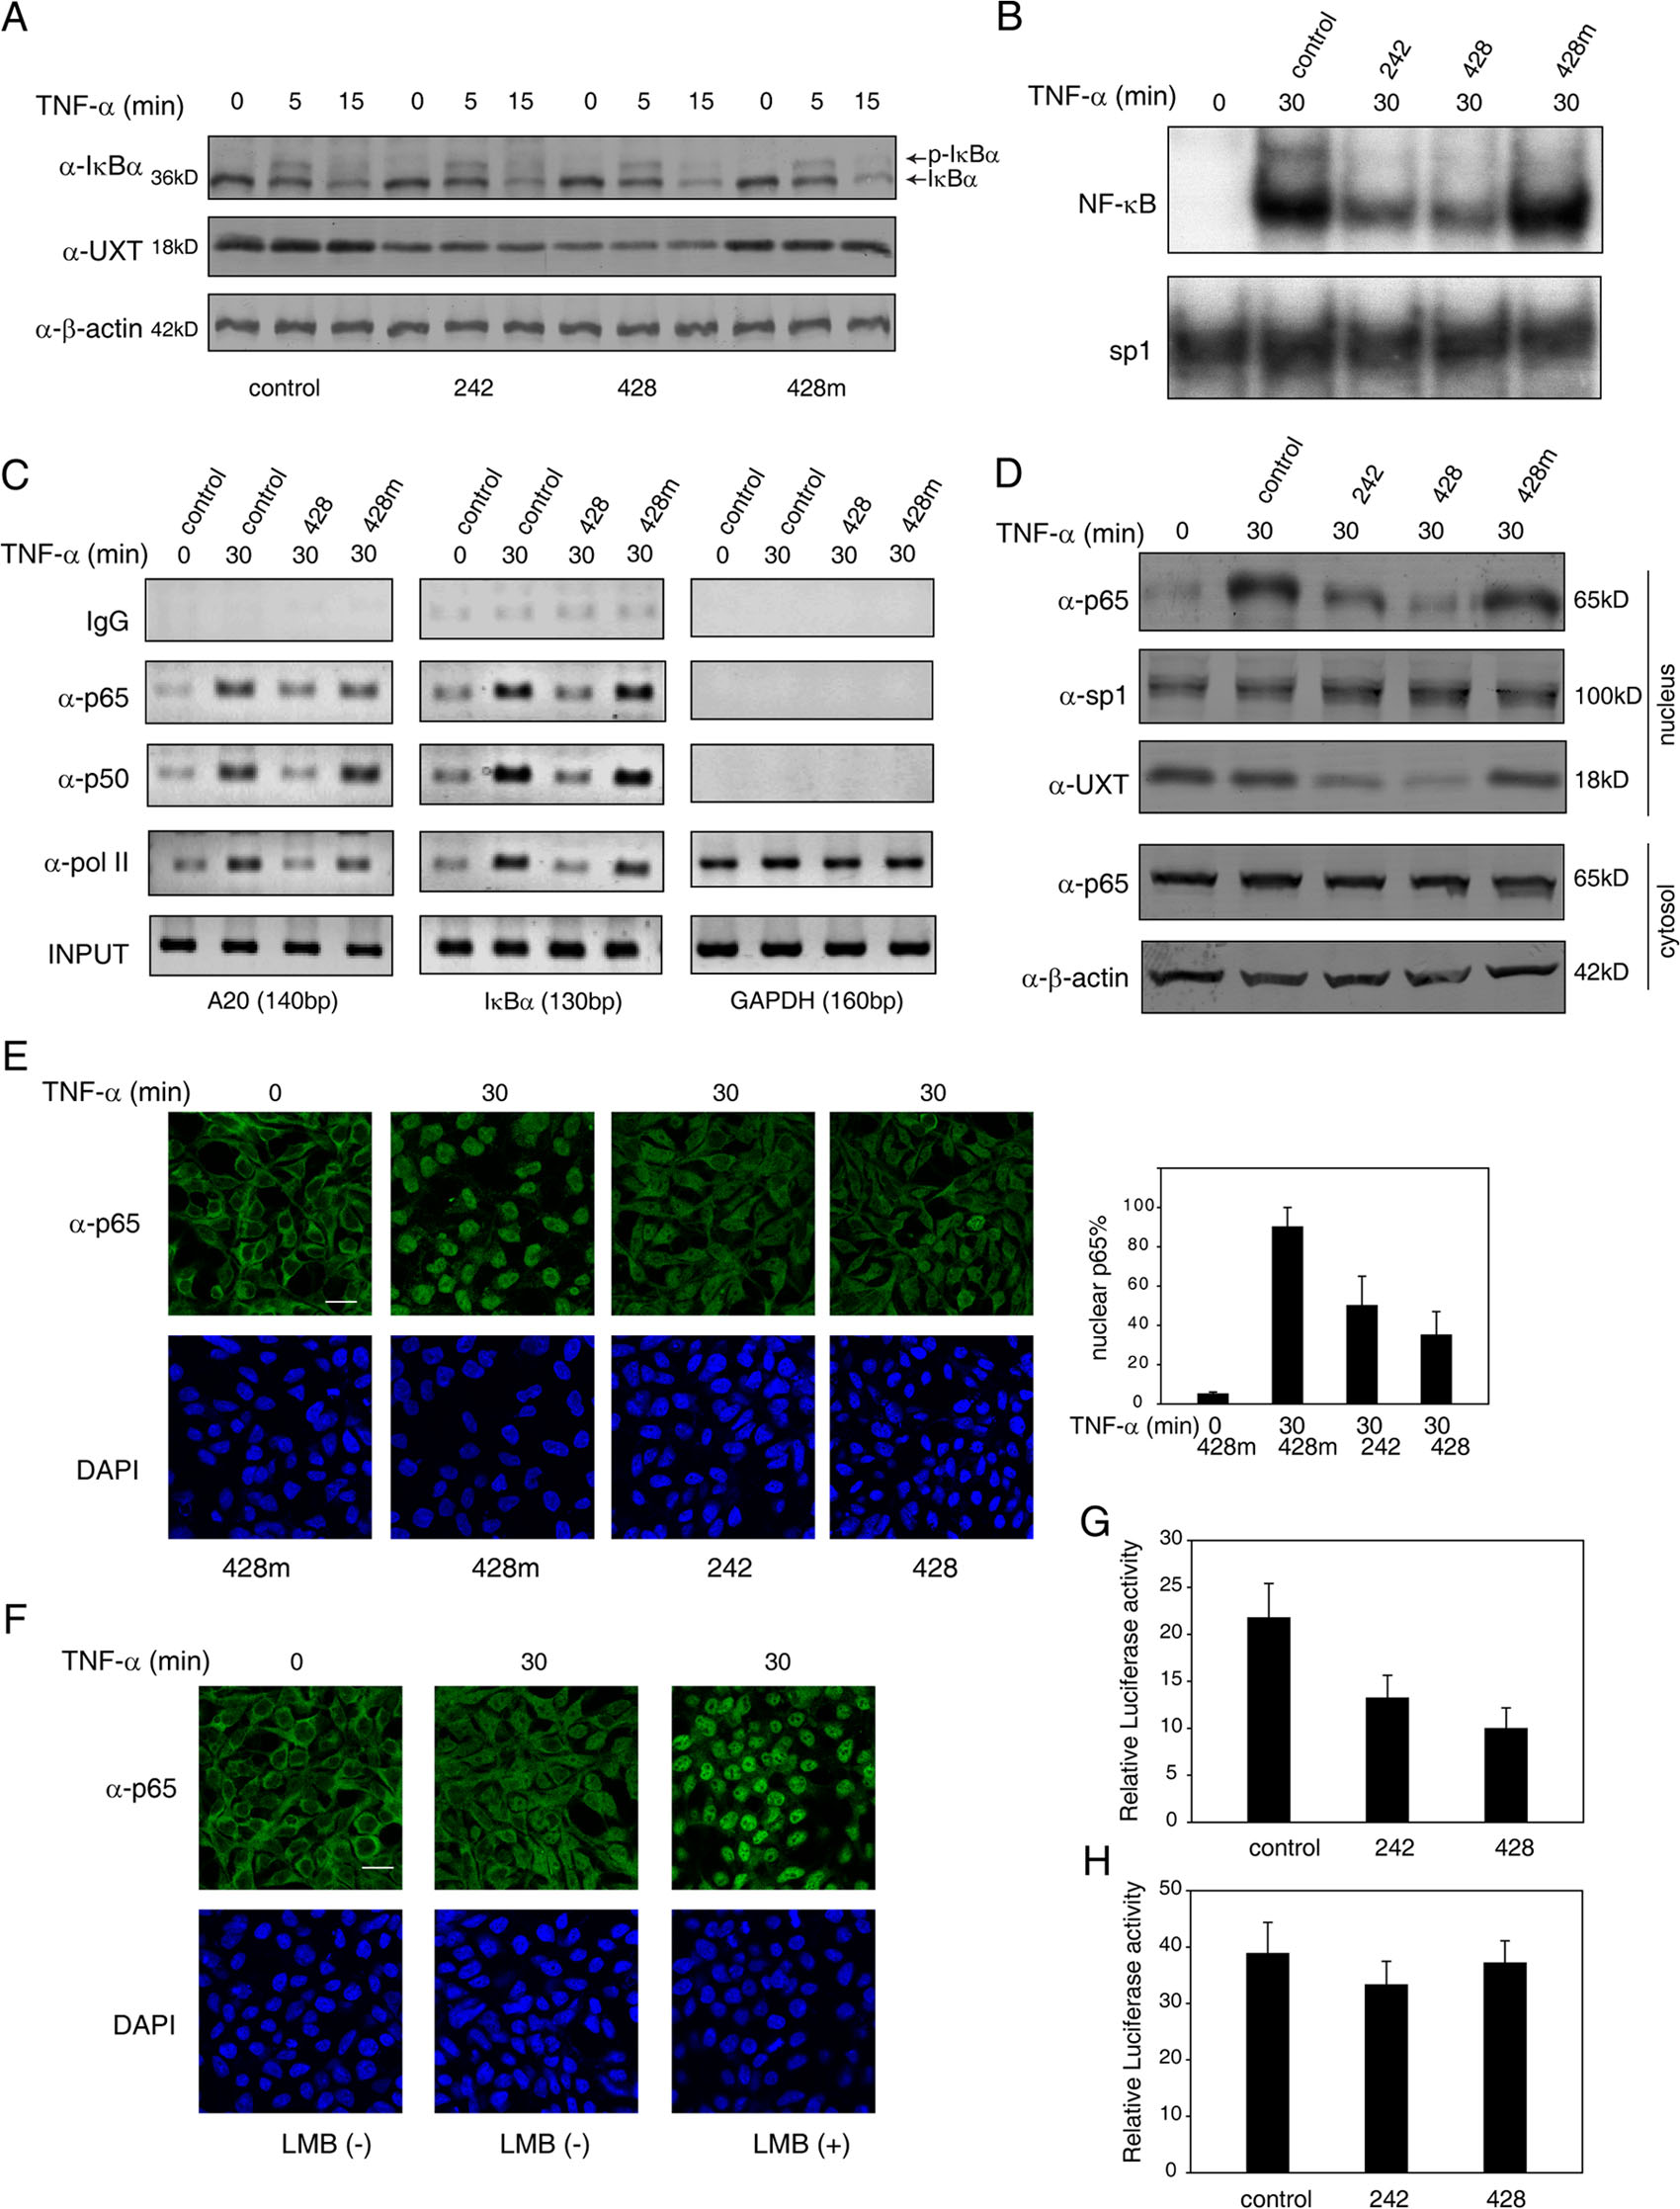 A
TNF-α (min) 0 5 15 0 5 15 0 5 15 0 5 15
α-IκBα 36kD
←p-IκBα
←IκBα
α-UXT 18kD
α-β-actin 42kD
control 242 428 428m
B
control 242 428 428m
TNF-α (min) 0 30 30 30 30
NF-κB
sp1
C
control control 428 428m control control 428 428m control control 428 428m
TNF-α (min) 0 30 30 30 0 30 30 30 0 30 30 30
IgG
α-p65
α-p50
α-pol II
INPUT
A20 (140bp) IκBα (130bp) GAPDH (160bp)
D
control 242 428 428m
TNF-α (min) 0 30 30 30 30
α-p65 65kD
α-sp1 100kD
α-UXT 18kD
nucleus
α-p65 65kD
α-β-actin 42kD
cytosol
E
TNF-α (min) 0 30 30 30
α-p65
DAPI
428m 428m 242 428
nuclear p65%
100
80
60
40
20
0
TNF-α (min) 0 30 30 30
428m 428m 242 428
F
TNF-α (min) 0 30 30
α-p65
DAPI
LMB (-) LMB (-) LMB (+)
G
Relative Luciferase activity
30
25
20
15
10
5
0
control 242 428
H
Relative Luciferase activity
50
40
30
20
10
0
control 242 428